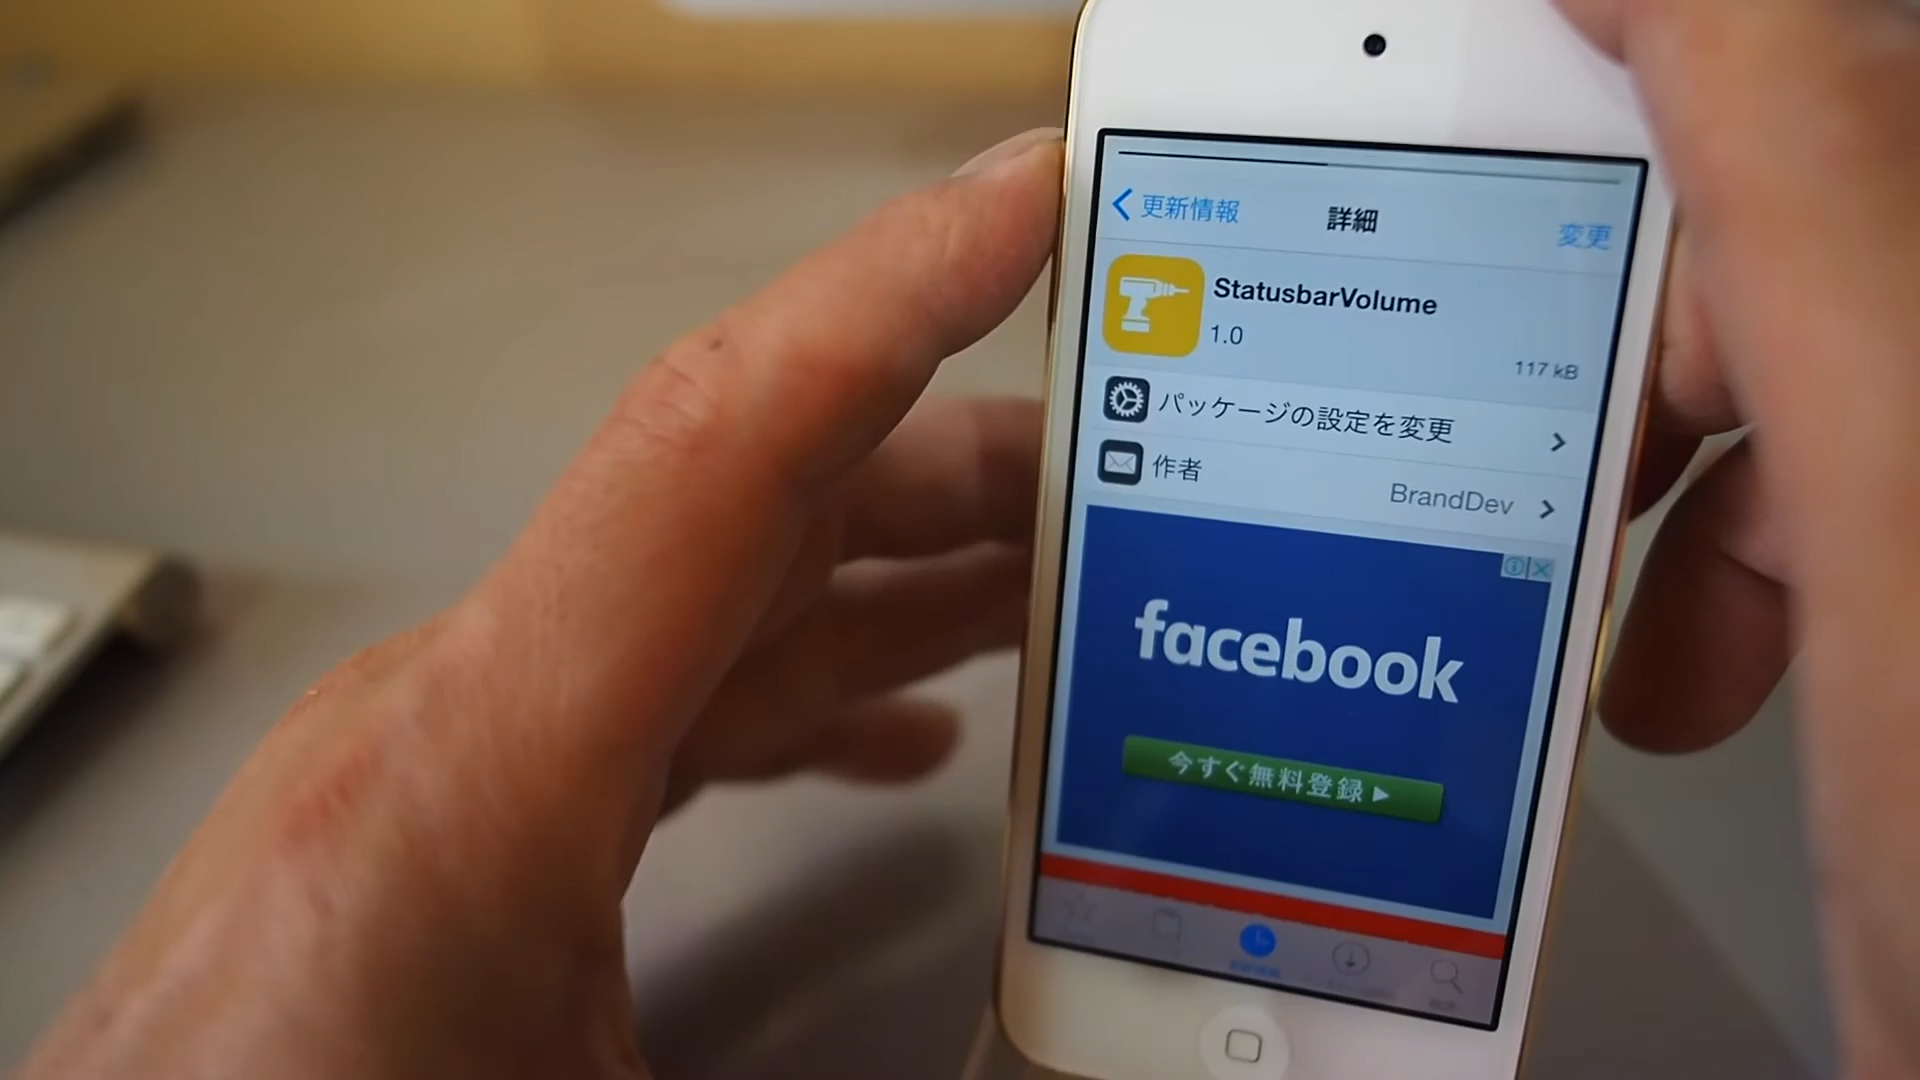 更新情報
詳細
変更
StatusbarVolume
1.0
117 kB
パッケージの設定を変更
作者
BrandDev
facebook
今すぐ無料登録